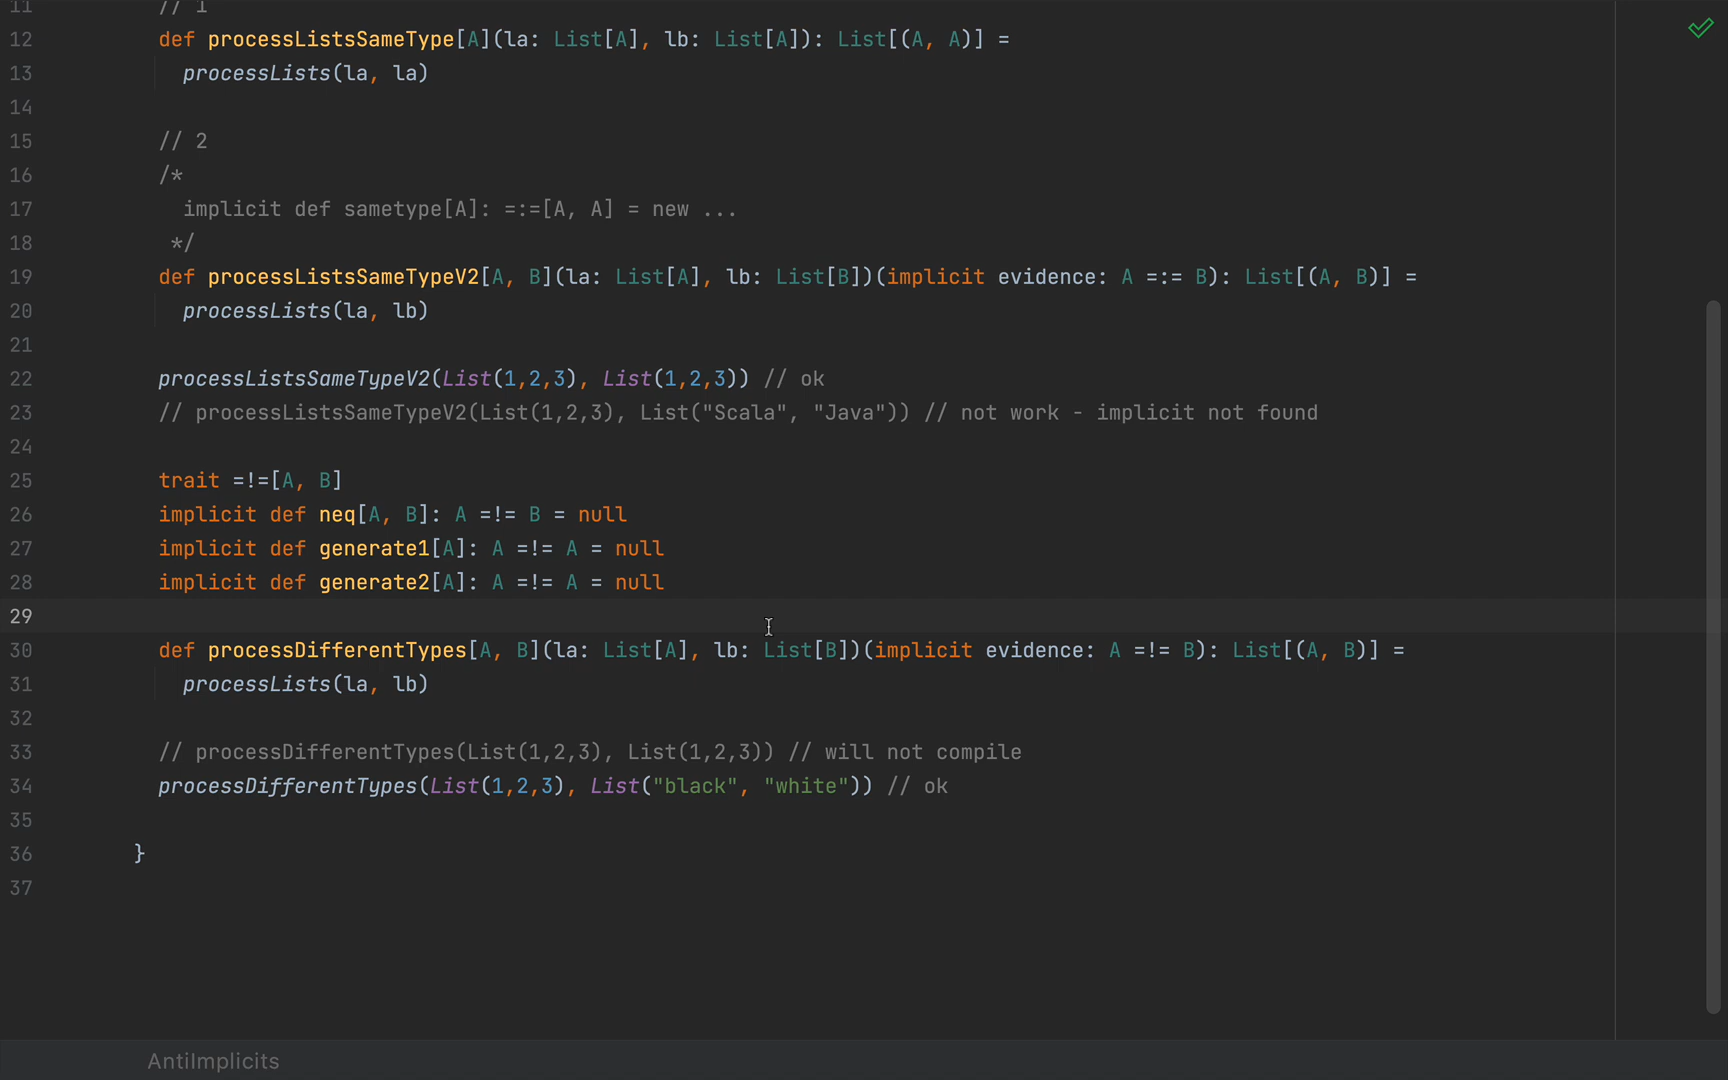 11 // 1
12 def processListsSameType[A](la: List[A], lb: List[A]): List[(A, A)] =
13 processLists(la, la)
14
15 // 2
16 /*
17 implicit def sametype[A]: =:=[A, A] = new ...
18 */
19 def processListsSameTypeV2[A, B](la: List[A], lb: List[B])(implicit evidence: A =:= B): List[(A, B)] =
20 processLists(la, lb)
21
22 processListsSameTypeV2(List(1,2,3), List(1,2,3)) // ok
23 // processListsSameTypeV2(List(1,2,3), List("Scala", "Java")) // not work - implicit not found
24
25 trait =!=[A, B]
26 implicit def neq[A, B]: A =!= B = null
27 implicit def generate1[A]: A =!= A = null
28 implicit def generate2[A]: A =!= A = null
29
30 def processDifferentTypes[A, B](la: List[A], lb: List[B])(implicit evidence: A =!= B): List[(A, B)] =
31 processLists(la, lb)
32
33 // processDifferentTypes(List(1,2,3), List(1,2,3)) // will not compile
34 processDifferentTypes(List(1,2,3), List("black", "white")) // ok
35
36 }
37
AntiImplicits